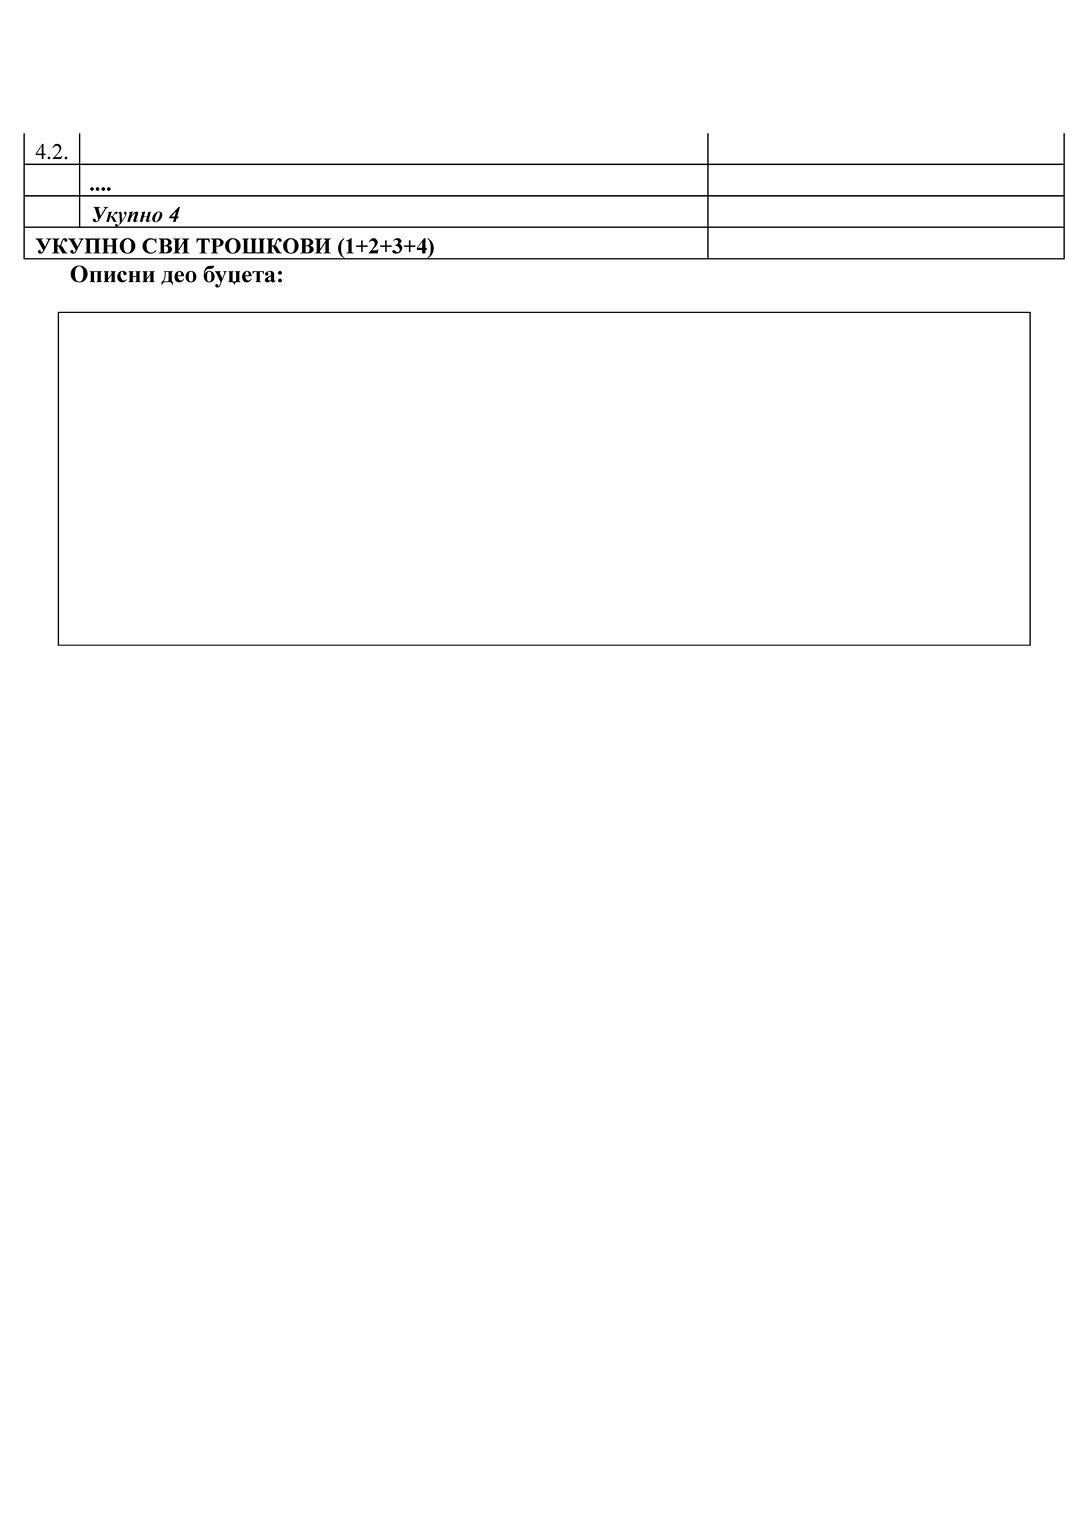 4.2.
....
Укупно 4
УКУПНО СВИ ТРОШКОВИ (1+2+3+4)
Описни део буџета: